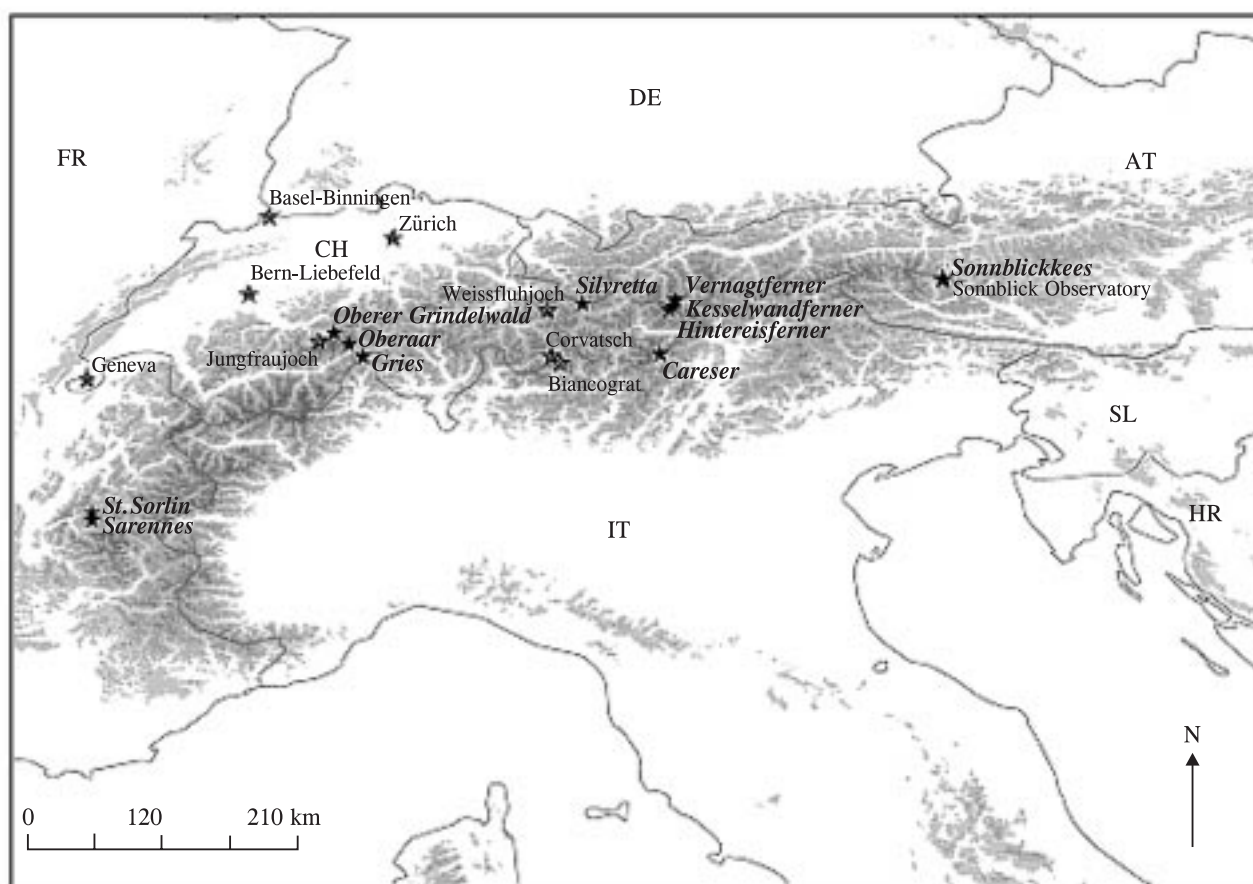 DE
FR
AT
Basel-Binningen
Zürich
CH
Bern-Liebefeld
Sonnblickkees
Sonnblick Observatory
Silvretta
Vernagtferner
Weissfluhjoch
Kesselwandferner
Oberer Grindelwald
Hintereisferner
Oberaar
Jungfraujoch
Corvatsch
Gries
Geneva
Careser
Biancograt
SL
St. Sorlin
Sarennes
HR
IT
N
0 120 210 km